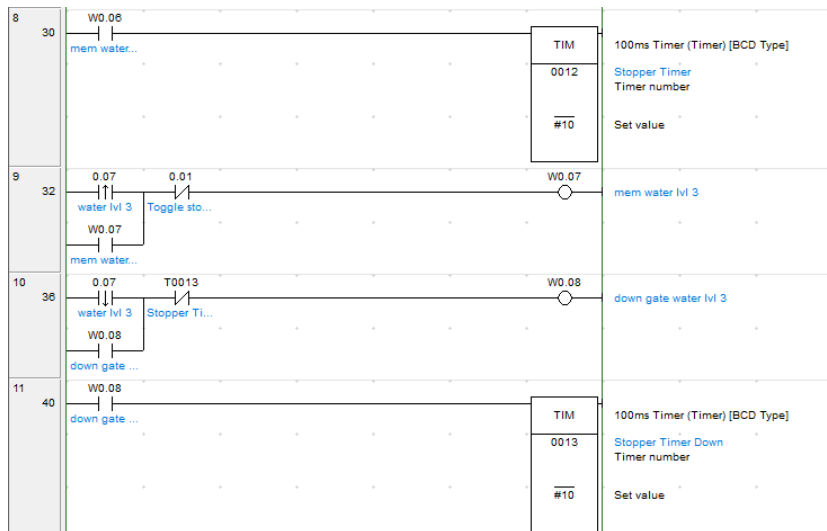 8
30
W0.06
mem water...
TIM
100ms Timer (Timer) [BCD Type]
0012
Stopper Timer
Timer number
#10
Set value
9
32
0.07
0.01
W0.07
water lvl 3
Toggle sto...
mem water lvl 3
W0.07
mem water...
10
36
0.07
T0013
W0.08
water lvl 3
Stopper Ti...
down gate water lvl 3
W0.08
down gate ...
11
40
W0.08
down gate ...
TIM
100ms Timer (Timer) [BCD Type]
0013
Stopper Timer Down
Timer number
#10
Set value